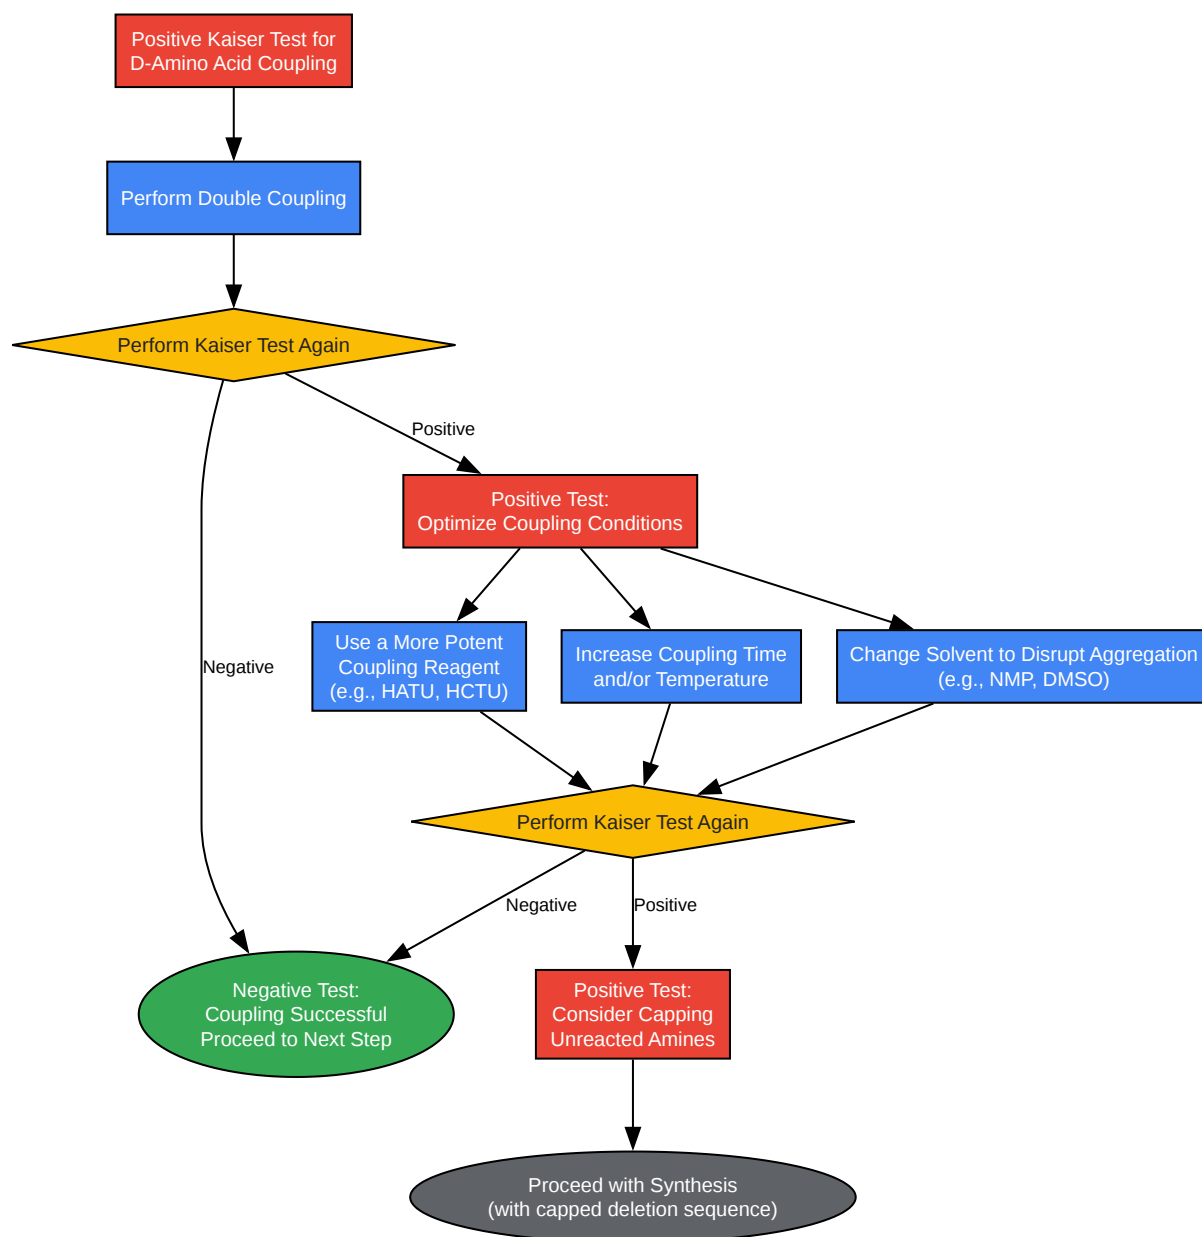 Positive Kaiser Test for
D-Amino Acid Coupling
Perform Double Coupling
Perform Kaiser Test Again
Positive
Positive Test:
Optimize Coupling Conditions
Negative
Use a More Potent
Coupling Reagent
(e.g., HATU, HCTU)
Increase Coupling Time
and/or Temperature
Change Solvent to Disrupt Aggregation
(e.g., NMP, DMSO)
Perform Kaiser Test Again
Negative
Positive
Negative Test:
Coupling Successful
Proceed to Next Step
Positive Test:
Consider Capping
Unreacted Amines
Proceed with Synthesis
(with capped deletion sequence)